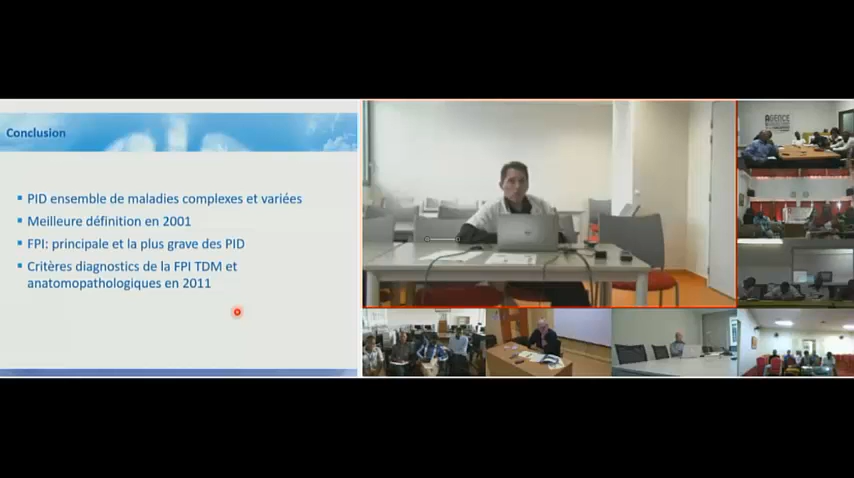 Conclusion
PID ensemble de maladies complexes et variées
Meilleure définition en 2001
FPI: principale et la plus grave des PID
Critères diagnostics de la FPI TDM et
anatomopathologiques en 2011
AGENCE